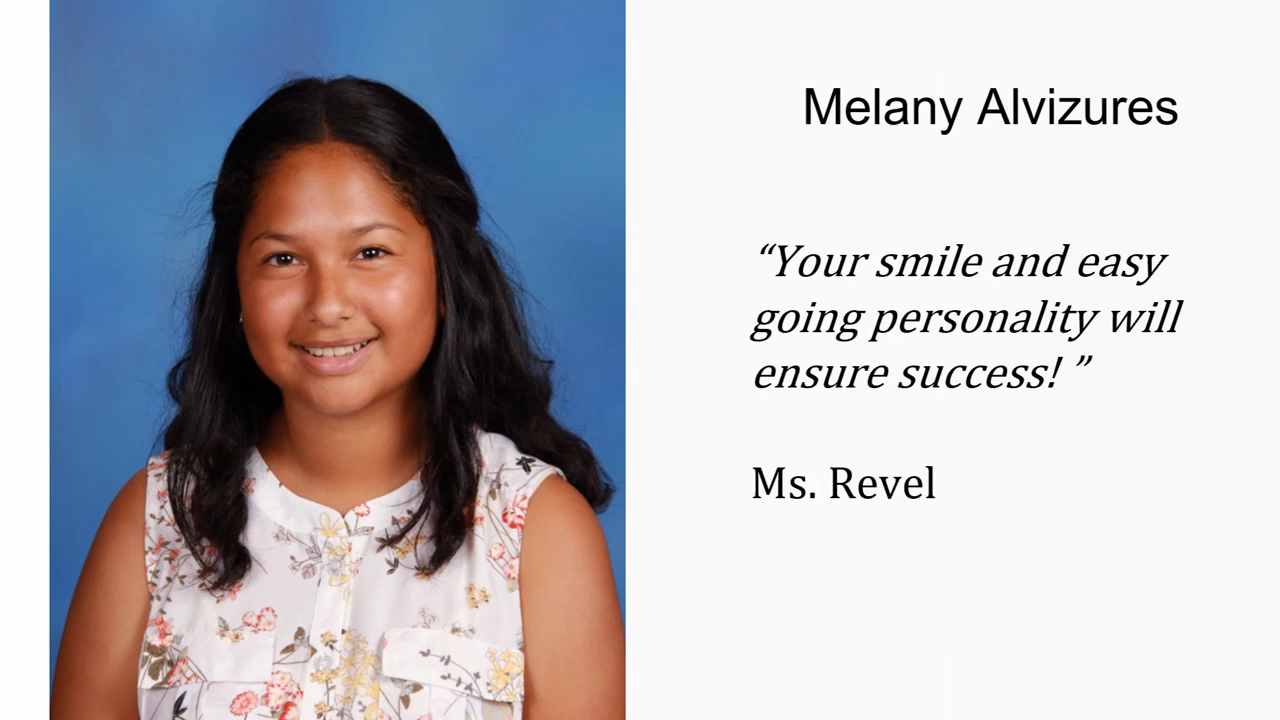 Melany Alvizures
“Your smile and easy
going personality will
ensure success! ”
Ms. Revel